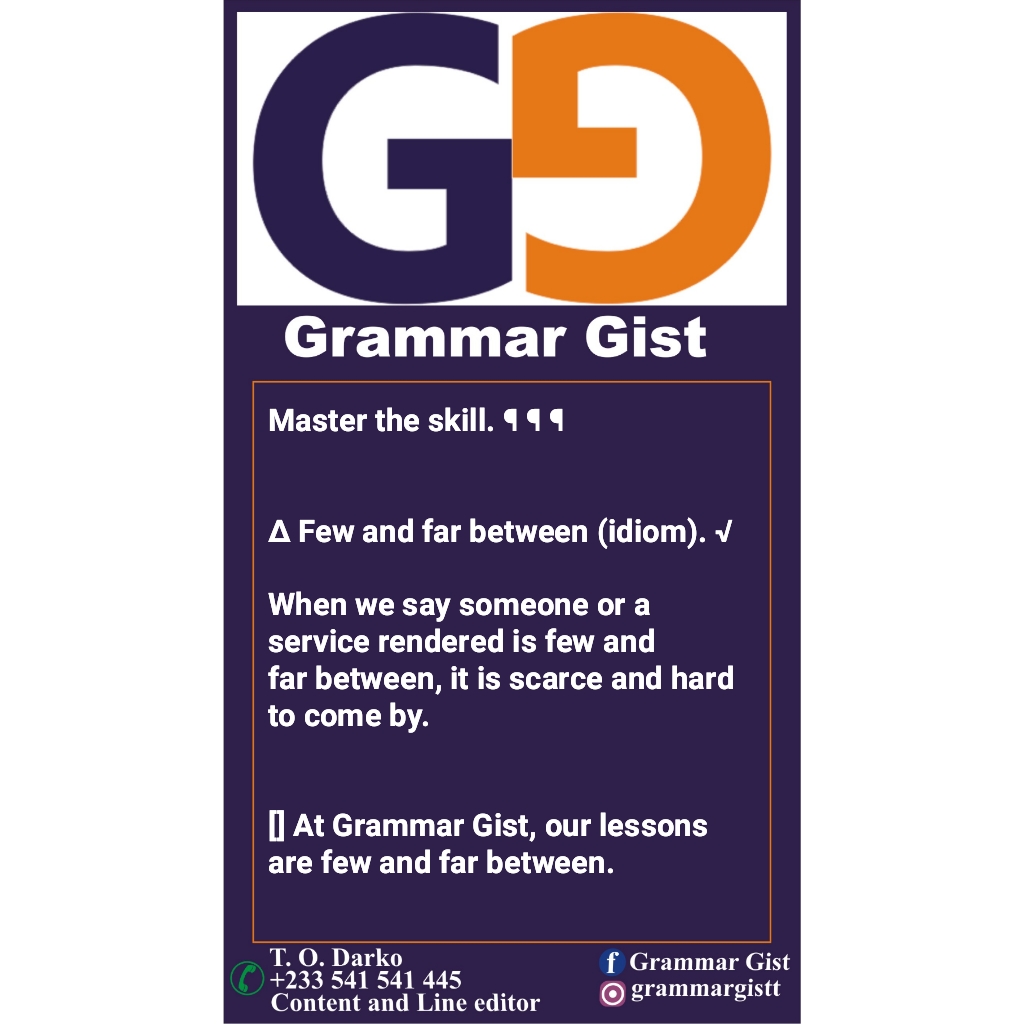 GG
Grammar Gist
Master the skill. ¶ ¶ ¶
Δ Few and far between (idiom). √
When we say someone or a
service rendered is few and
far between, it is scarce and hard
to come by.
[] At Grammar Gist, our lessons
are few and far between.
T. O. Darko
+233 541 541 445
Content and Line editor
f Grammar Gist
grammargistt